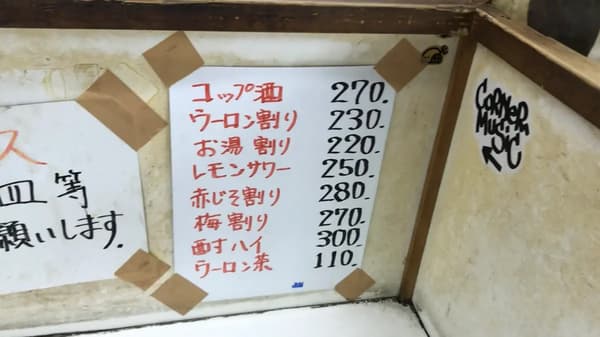 コップ酒 270.
ウーロン割り 230.
お湯割り 220.
レモンサワー 250.
赤じそ割り 280.
梅割り 270.
酎ハイ 300.
ウーロン茶 110.
ス
皿等
願いします.
CORNER
MUSIC